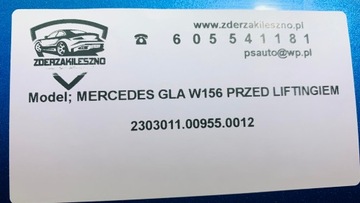 www.zderzakileszno.pl
☎ 605541181
psauto@wp.pl
ZDERZAKILESZNO
Model; MERCEDES GLA W156 PRZED LIFTINGIEM
2303011.00955.0012